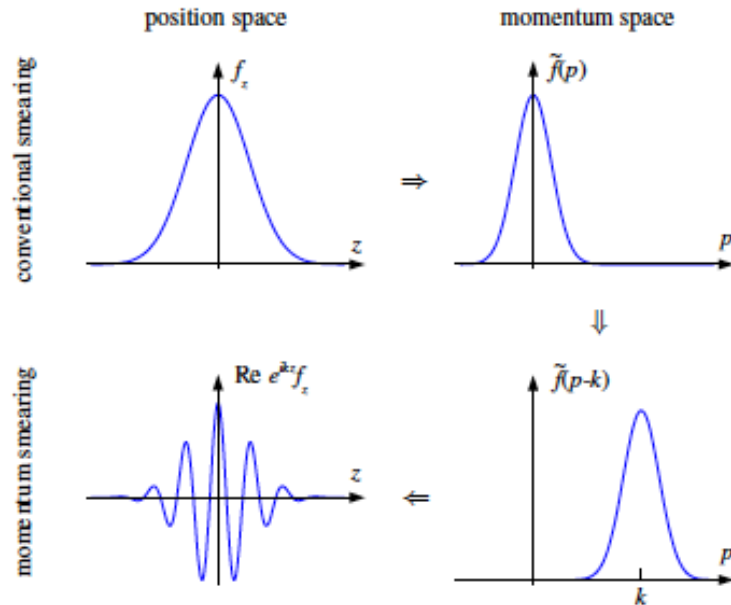 position space
momentum space
conventional smearing
f_z
f̃(p)
z
⇒
p
⇓
momentum smearing
Re e^{ikz}f_z
f̃(p-k)
z
⇐
p
k